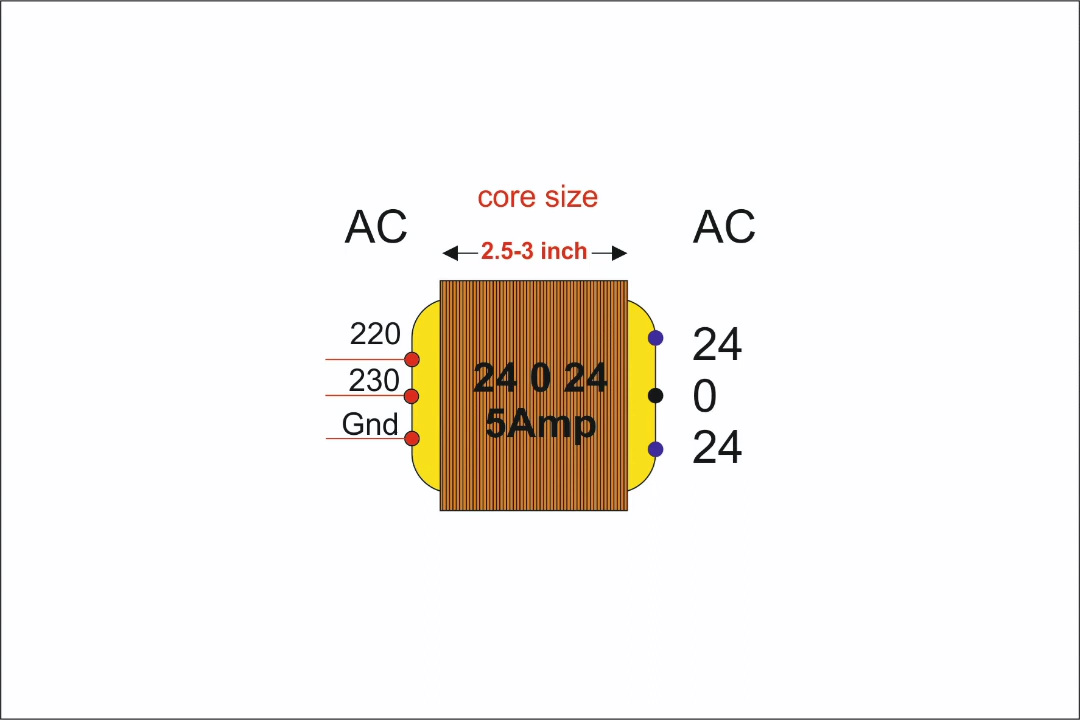 core size
AC
AC
2.5-3 inch
220
24
230
24 0 24
0
Gnd
5Amp
24